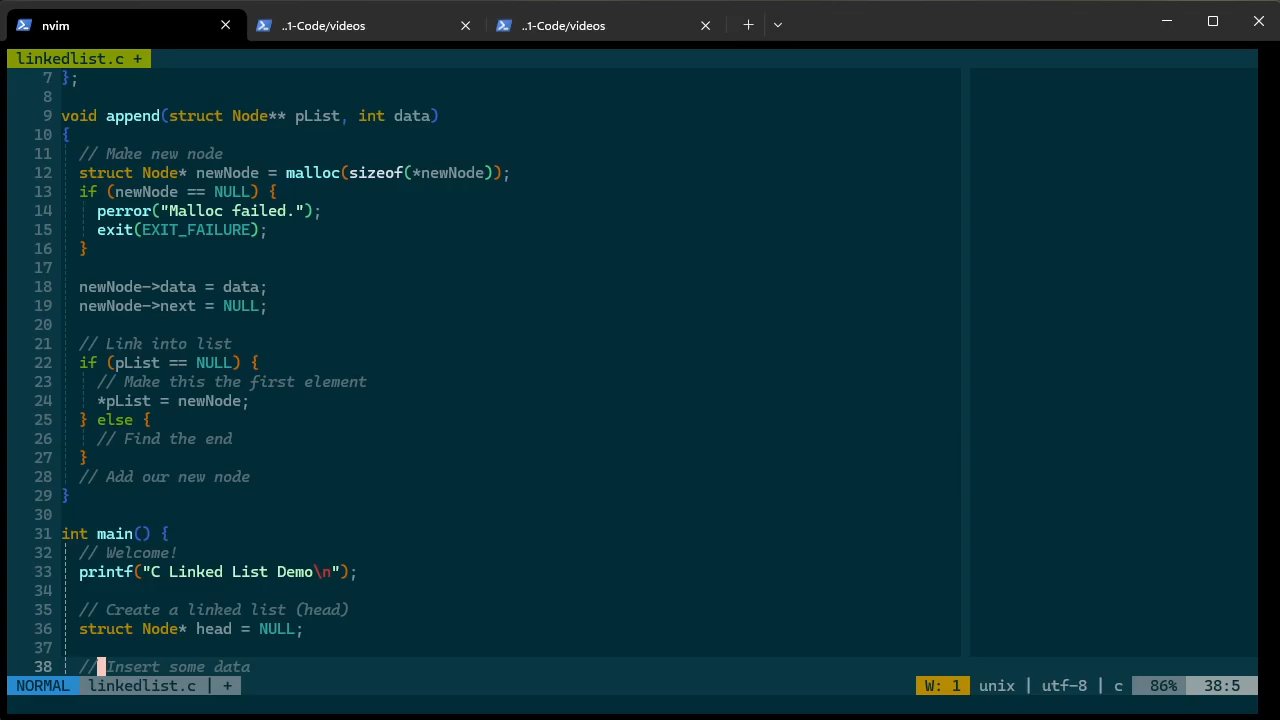 nvim
..1-Code/videos
..1-Code/videos
linkedlist.c +
7 };
8
9 void append(struct Node** pList, int data)
10 {
11 // Make new node
12 struct Node* newNode = malloc(sizeof(*newNode));
13 if (newNode == NULL) {
14 perror("Malloc failed.");
15 exit(EXIT_FAILURE);
16 }
17
18 newNode->data = data;
19 newNode->next = NULL;
20
21 // Link into list
22 if (pList == NULL) {
23 // Make this the first element
24 *pList = newNode;
25 } else {
26 // Find the end
27 }
28 // Add our new node
29 }
30
31 int main() {
32 // Welcome!
33 printf("C Linked List Demo\n");
34
35 // Create a linked list (head)
36 struct Node* head = NULL;
37
38 // Insert some data
NORMAL linkedlist.c | + W: 1 unix | utf-8 | c 86% 38:5